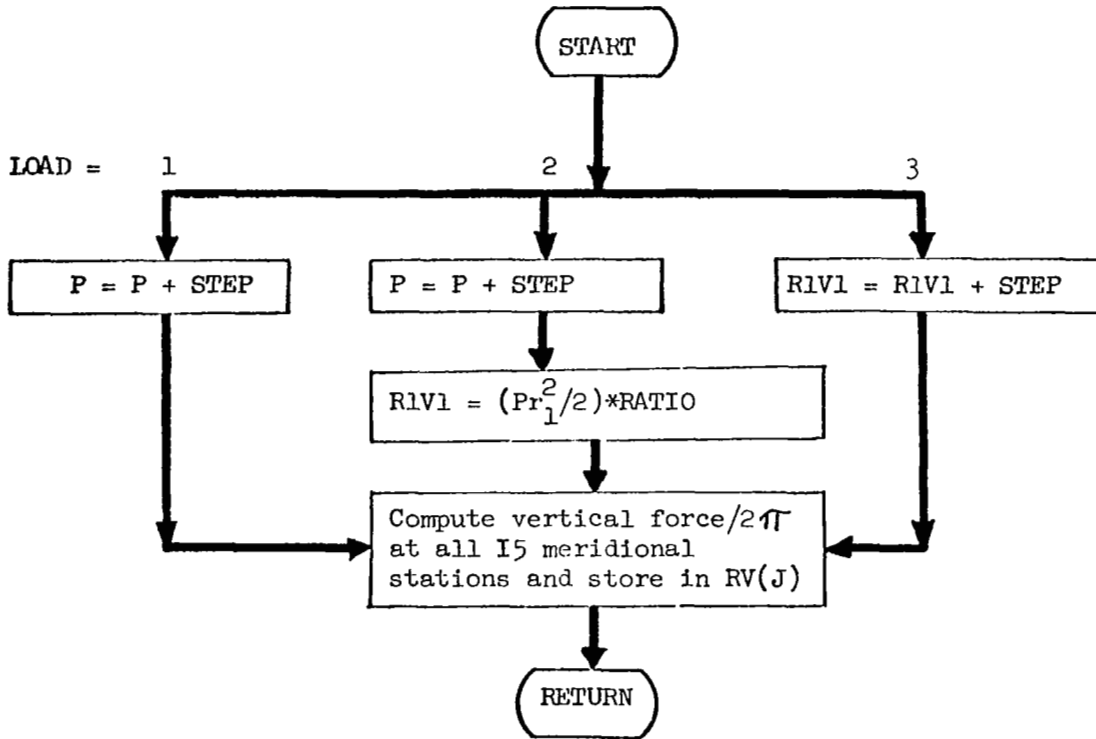 START
LOAD = 1 2 3
P = P + STEP
P = P + STEP
R1V1 = R1V1 + STEP
R1V1 = (Pr₁²/2)*RATIO
Compute vertical force/2π
at all I5 meridional
stations and store in RV(J)
RETURN